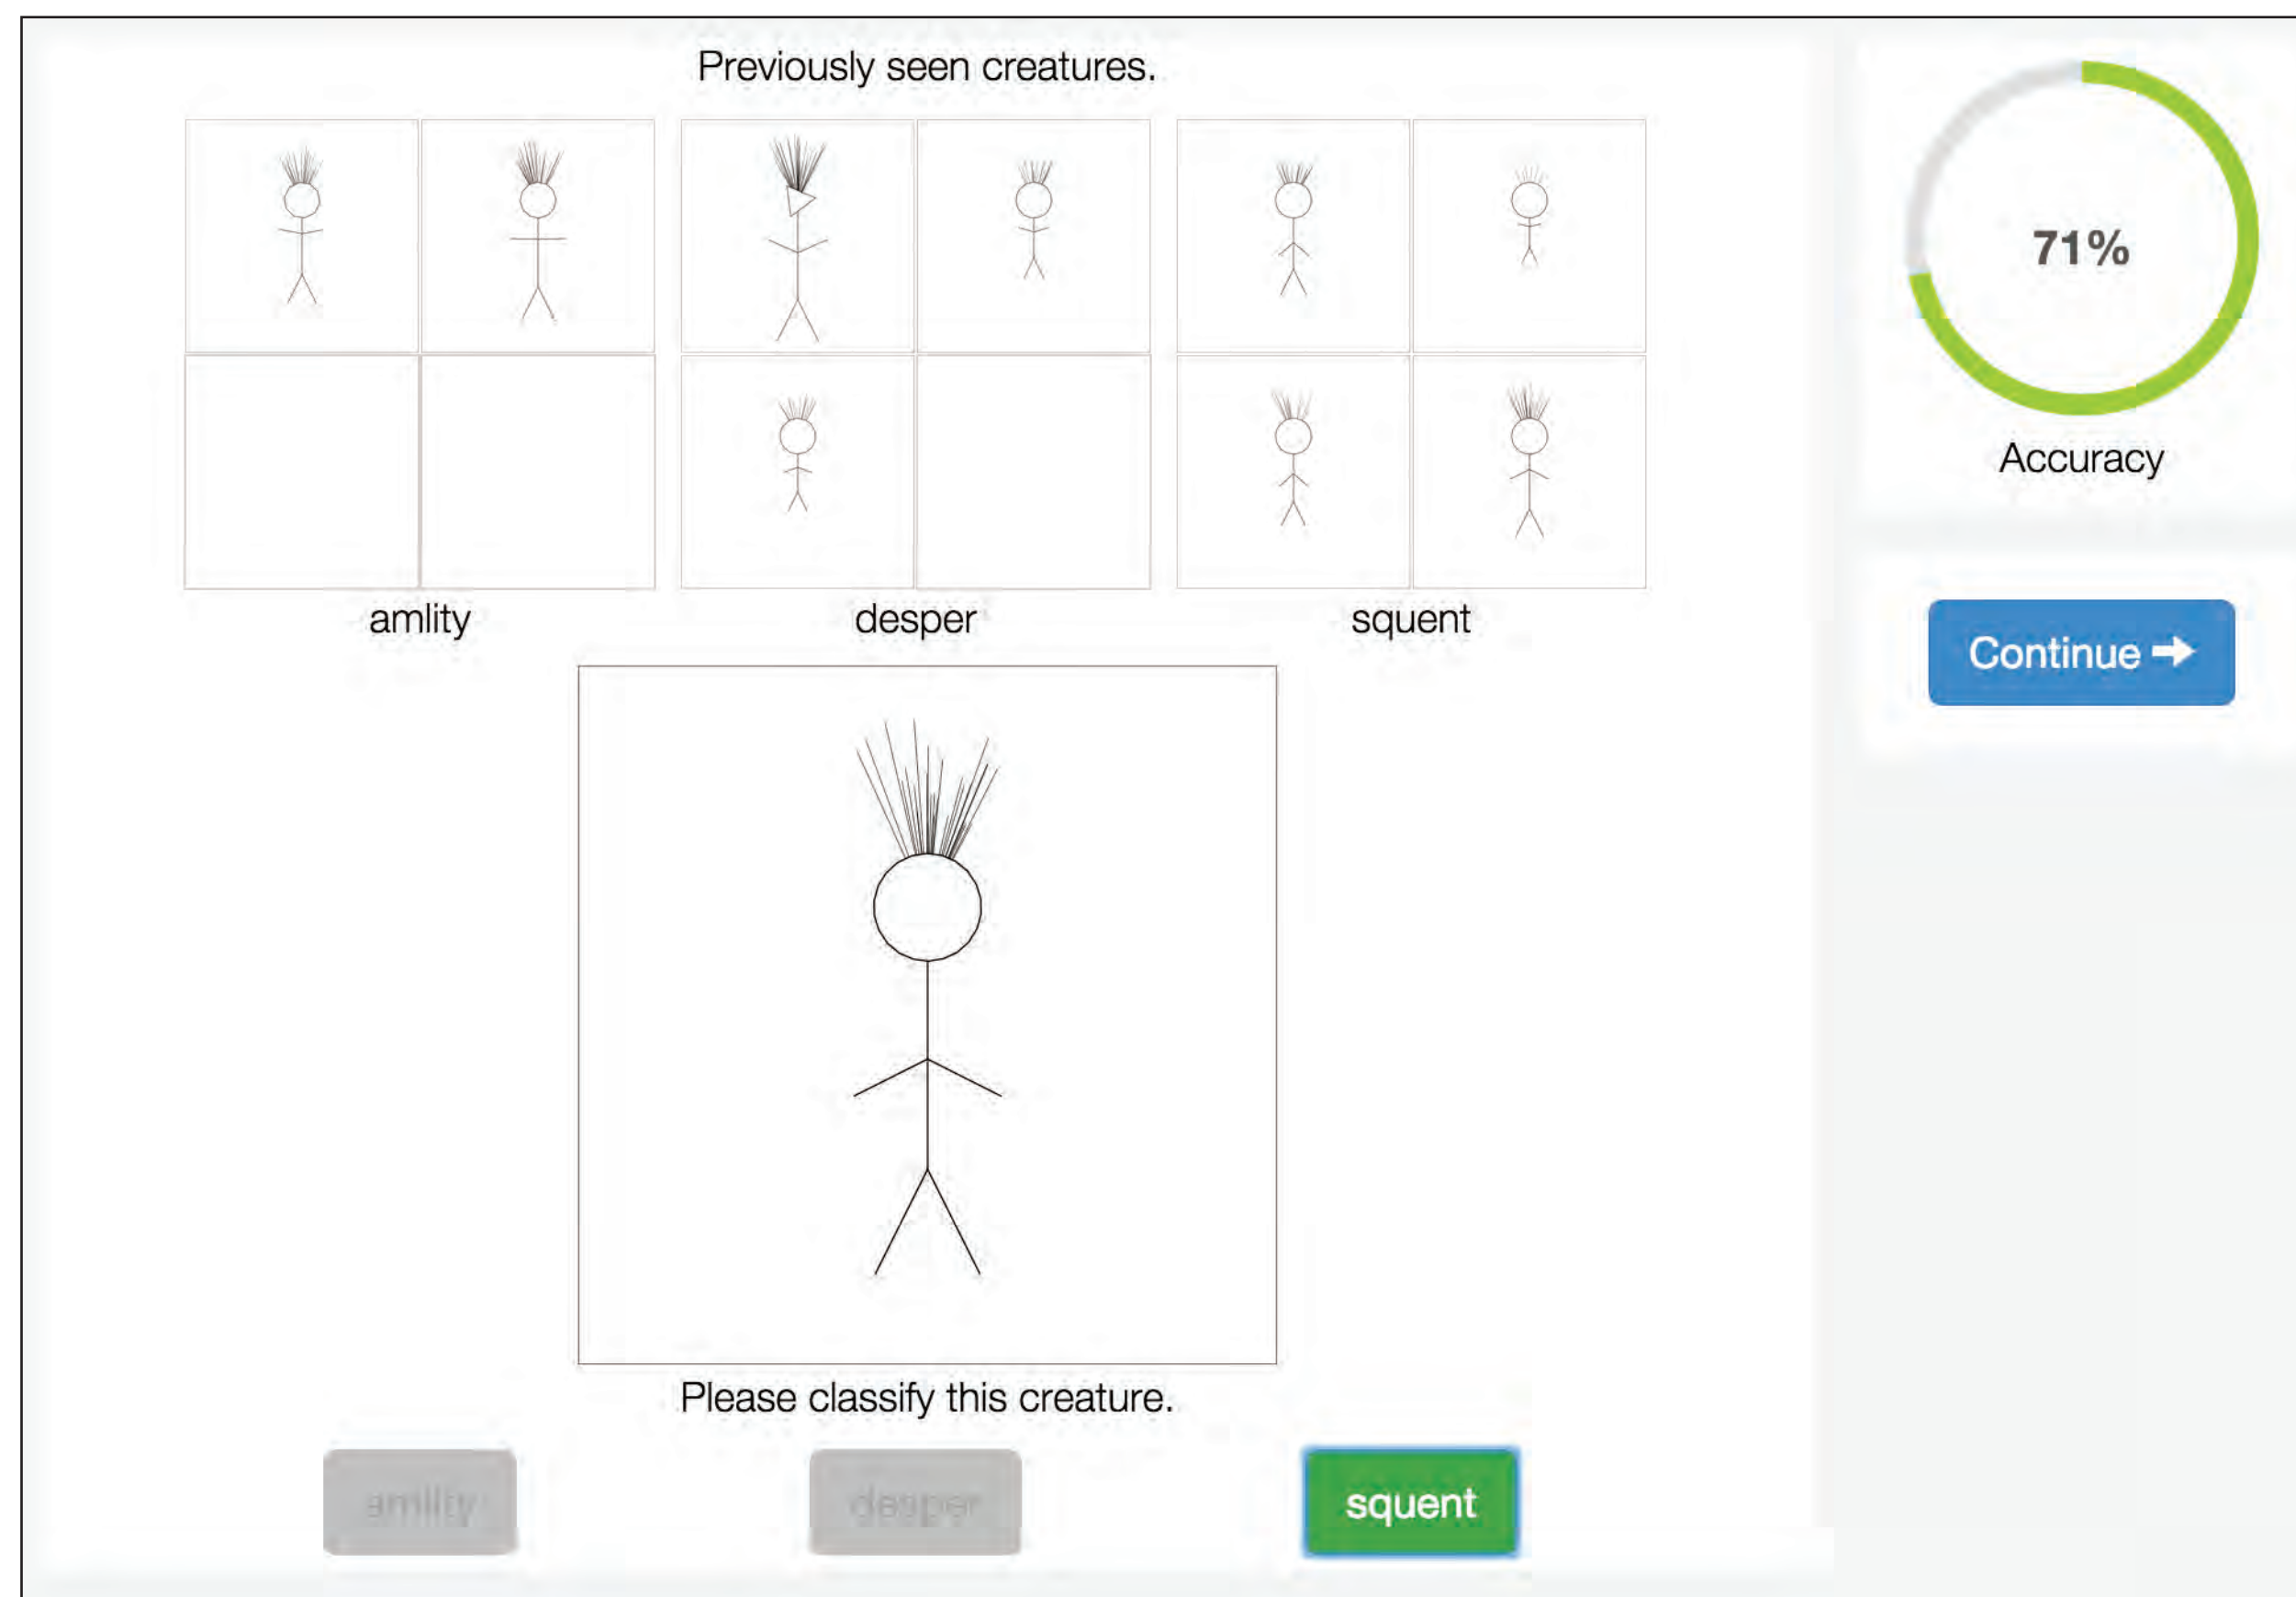 Previously seen creatures.
71%
Accuracy
amlity
desper
squent
Continue
Please classify this creature.
amlity
desper
squent